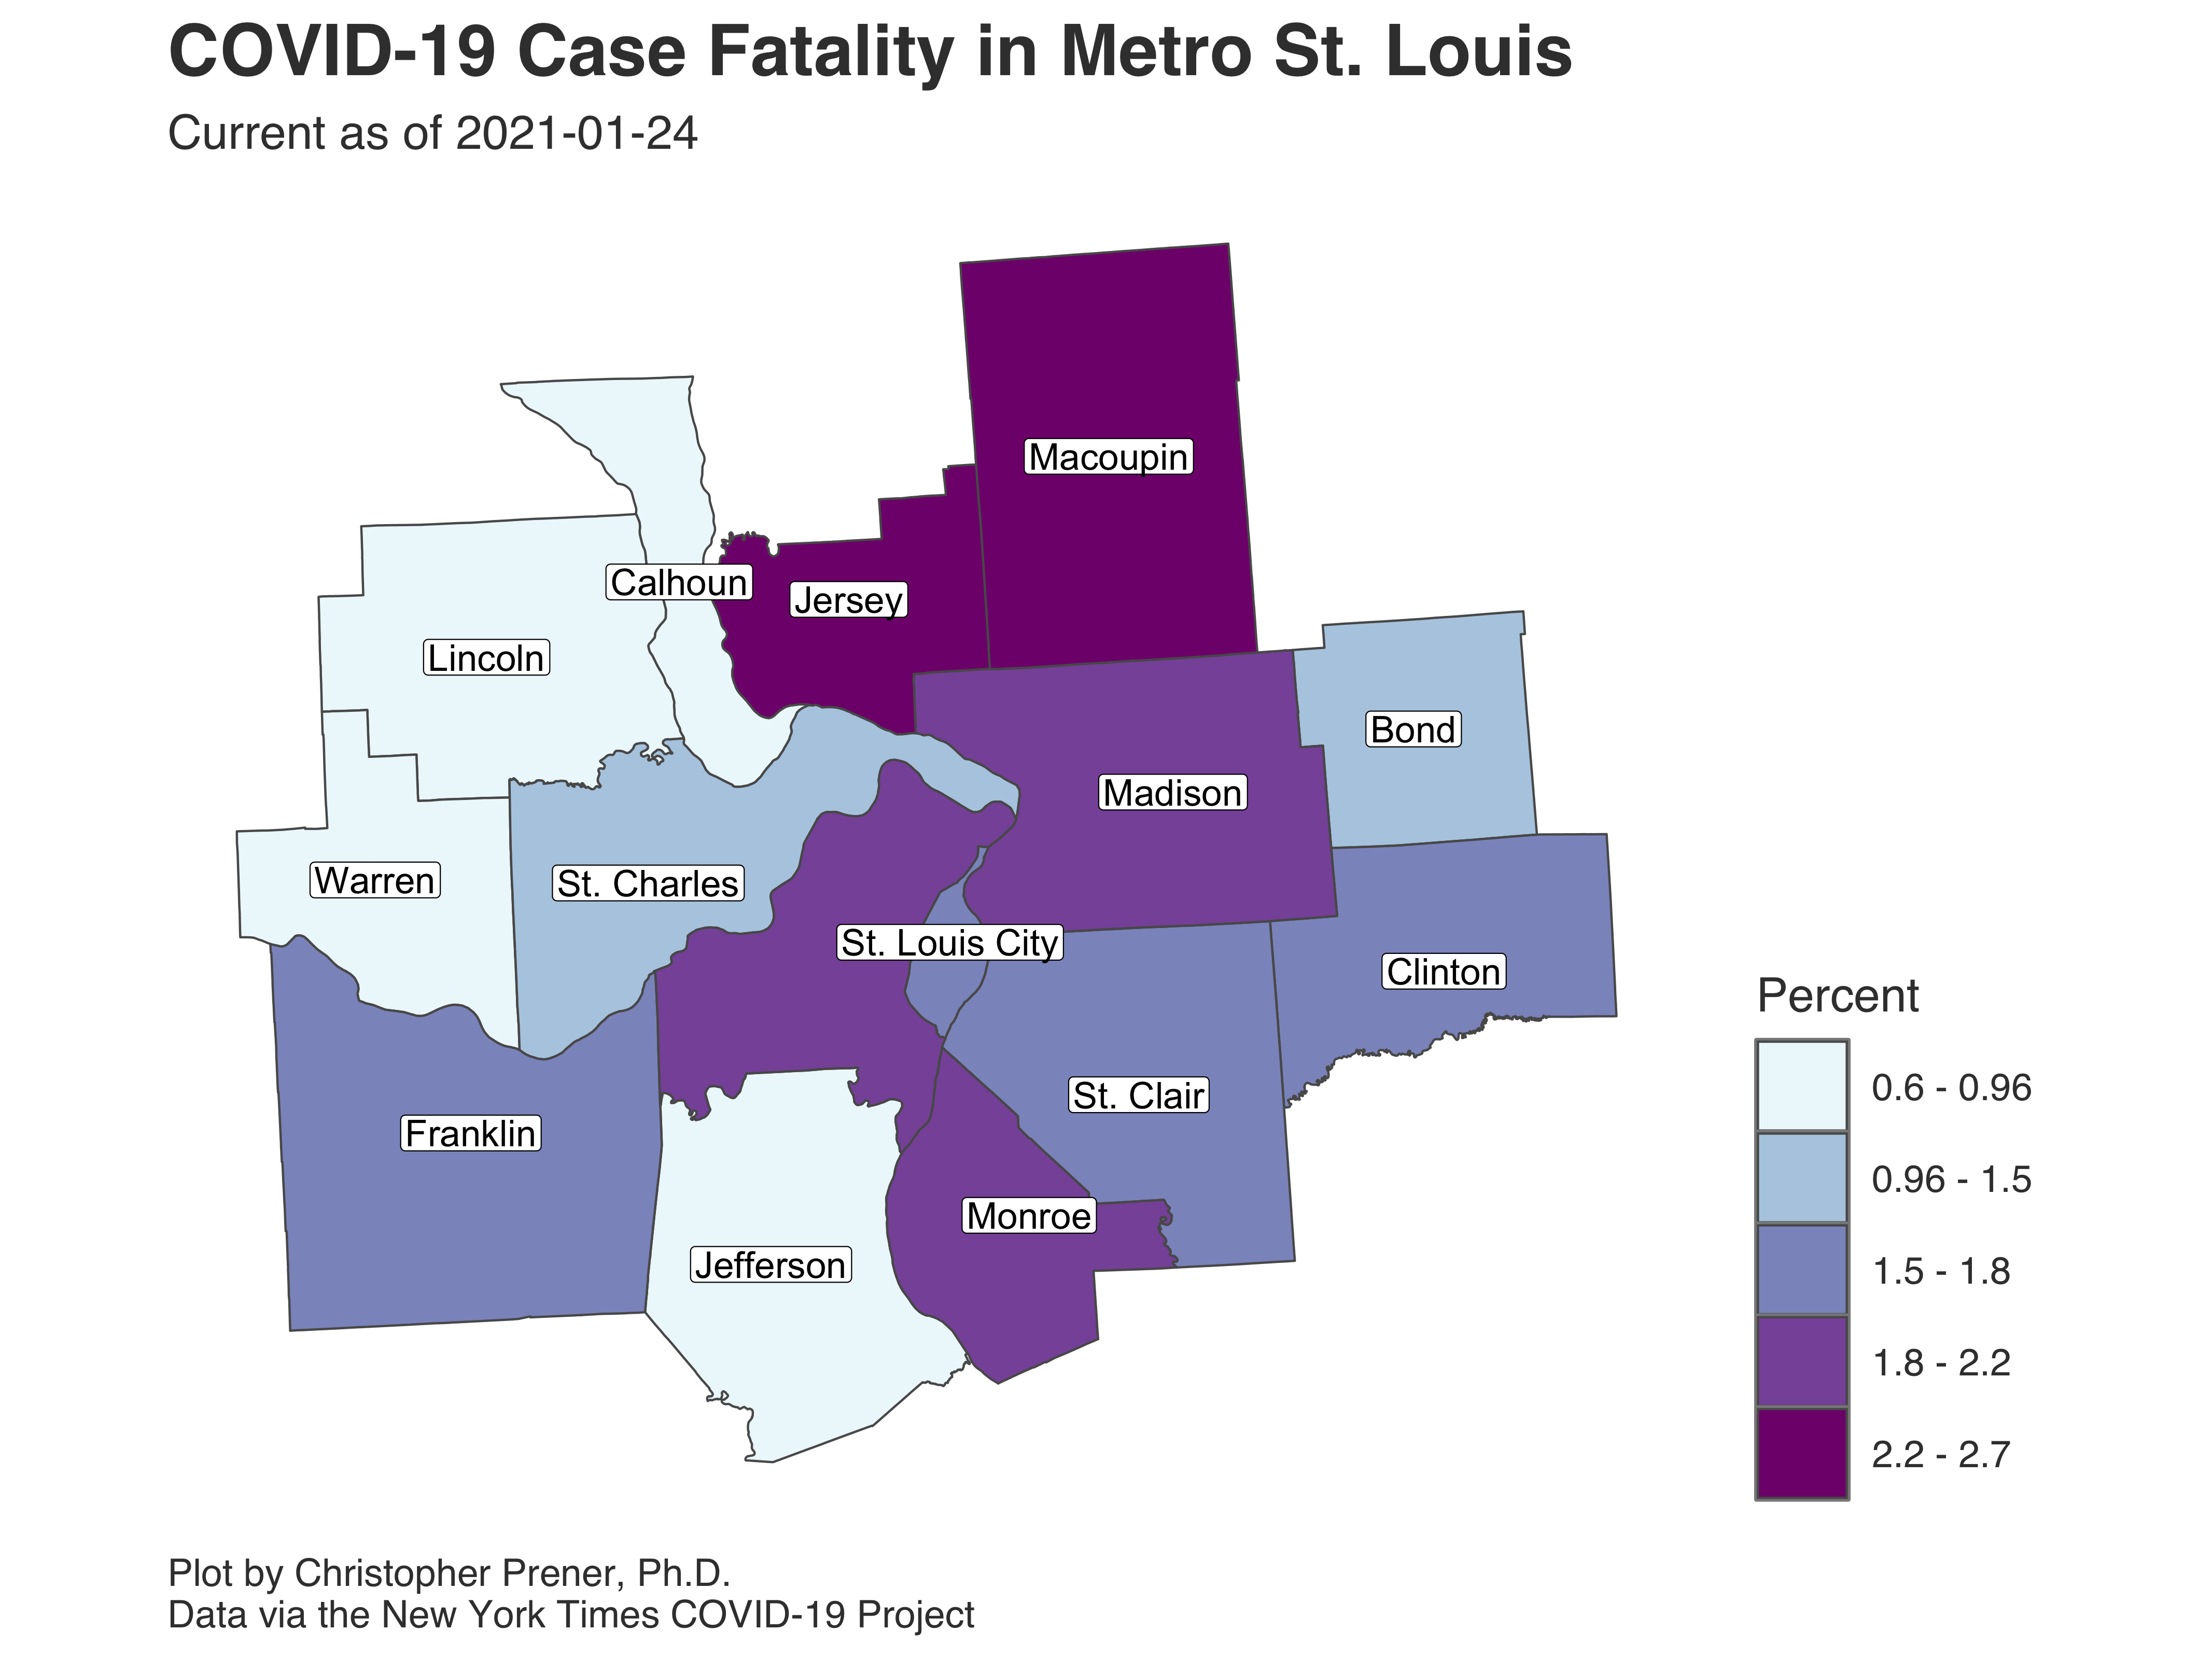 COVID-19 Case Fatality in Metro St. Louis
Current as of 2021-01-24
Macoupin
Calhoun
Jersey
Lincoln
Bond
Madison
Warren
St. Charles
St. Louis City
Clinton
St. Clair
Franklin
Monroe
Jefferson
Percent
0.6 - 0.96
0.96 - 1.5
1.5 - 1.8
1.8 - 2.2
2.2 - 2.7
Plot by Christopher Prener, Ph.D.
Data via the New York Times COVID-19 Project